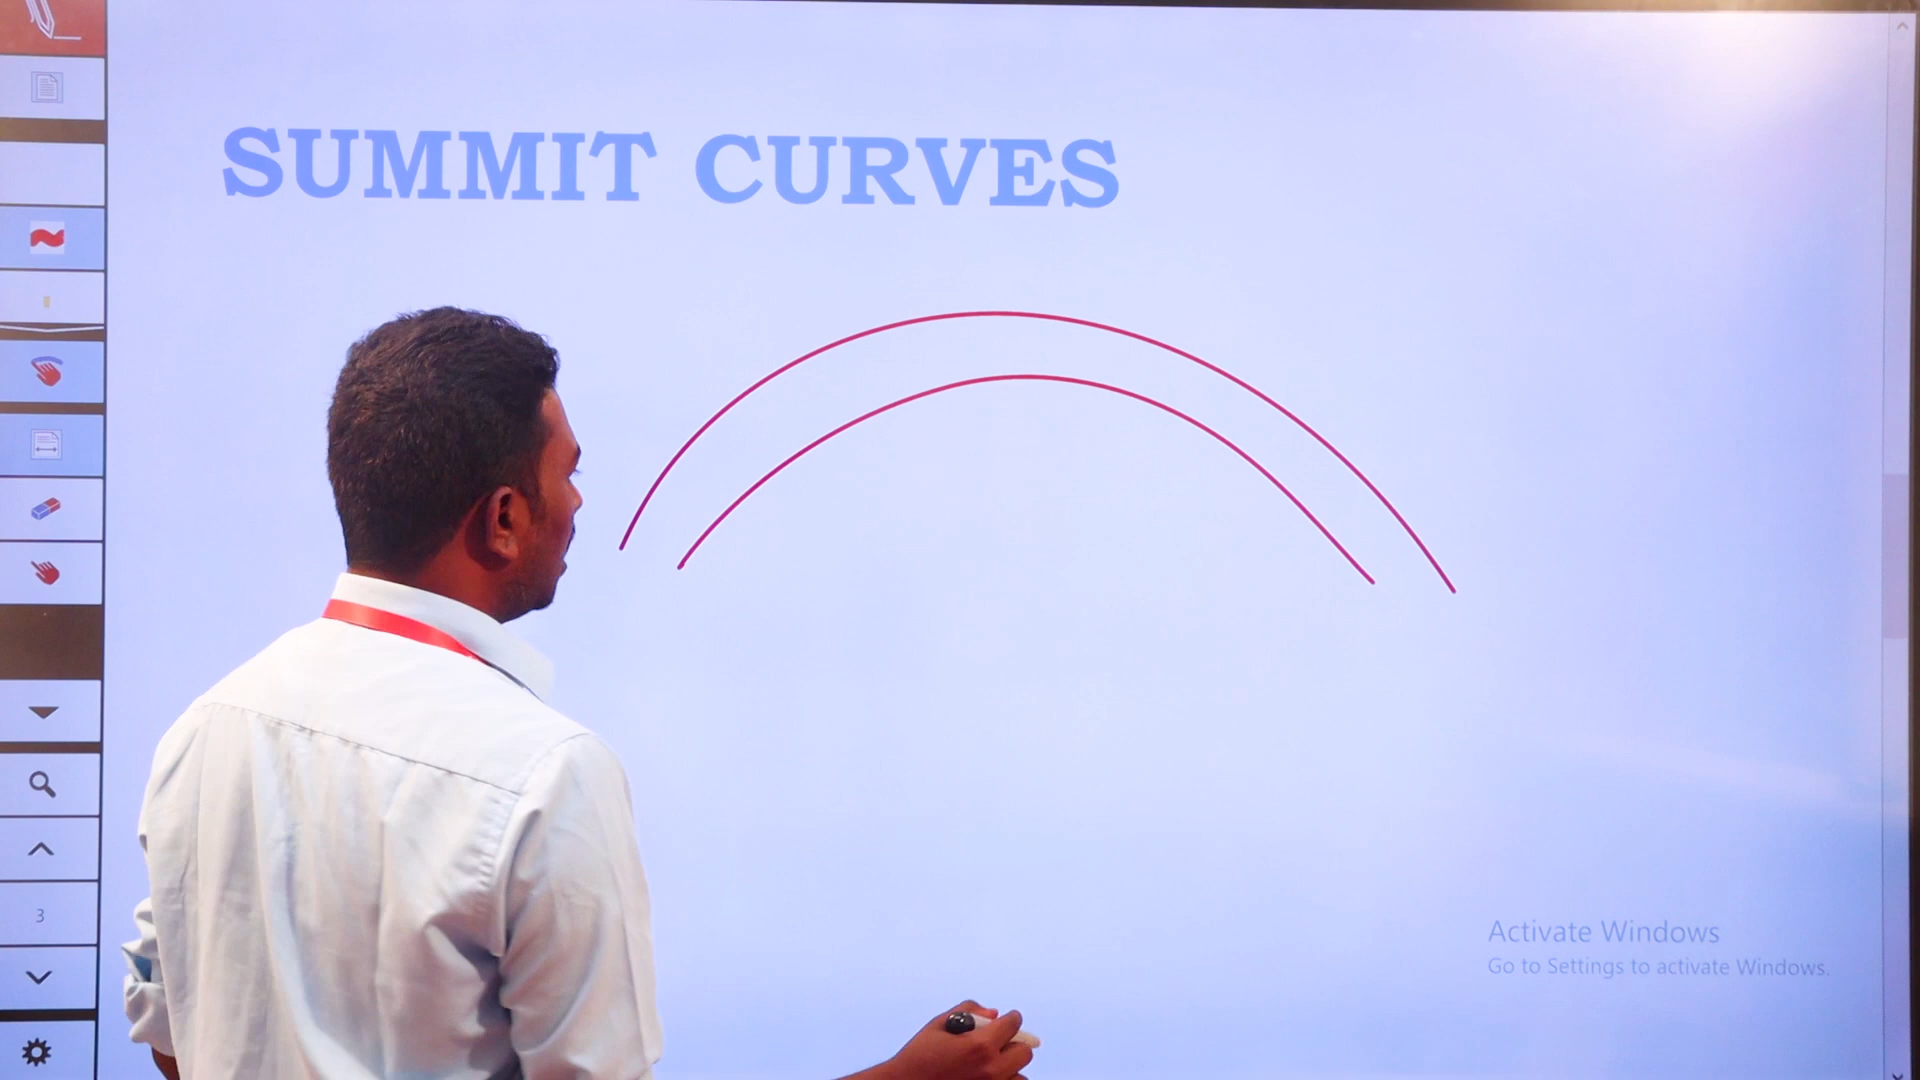 SUMMIT CURVES
3
Activate Windows
Go to Settings to activate Windows.